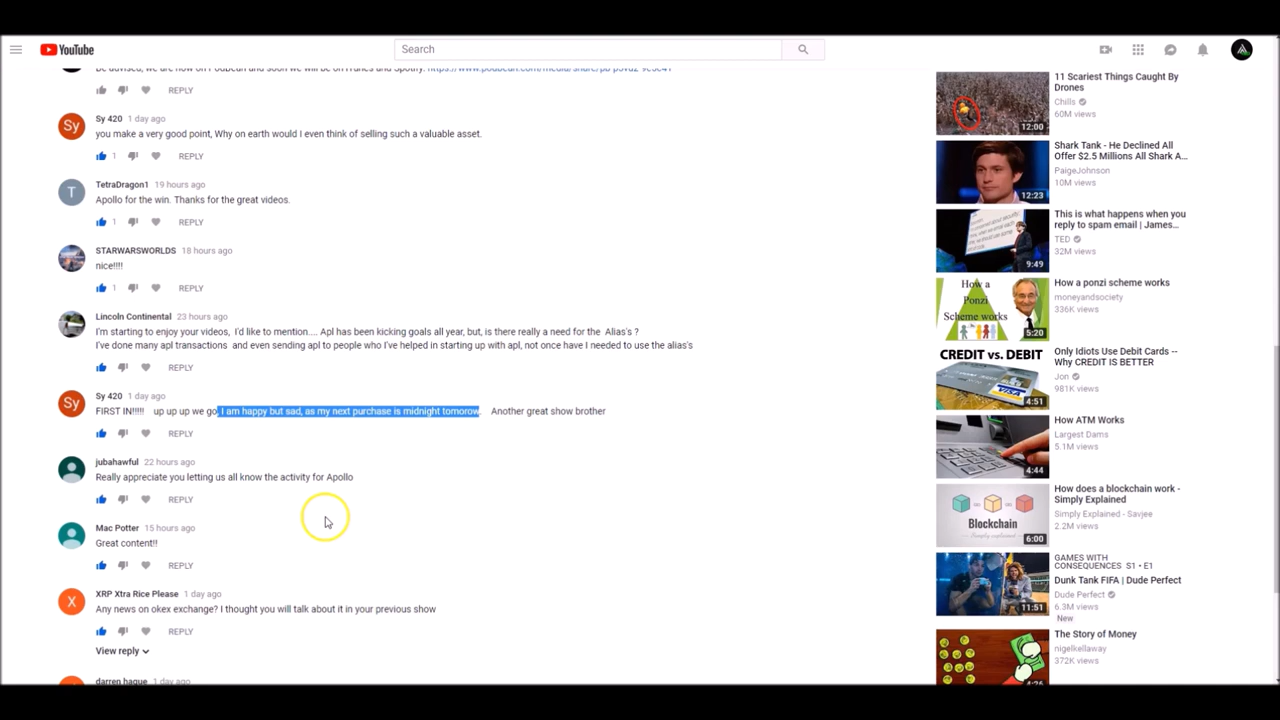 YouTube
Search
Be advised, we are now on PodBean and soon we will be on iTunes and Spotify.
REPLY
Sy 420 1 day ago
you make a very good point, Why on earth would I even think of selling such a valuable asset.
1 REPLY
TetraDragon1 19 hours ago
Apollo for the win. Thanks for the great videos.
1 REPLY
STARWARSWORLDS 18 hours ago
nice!!!!
1 REPLY
Lincoln Continental 23 hours ago
I'm starting to enjoy your videos, I'd like to mention.... Apl has been kicking goals all year, but, is there really a need for the Alias's ?
I've done many apl transactions and even sending apl to people who I've helped in starting up with apl, not once have I needed to use the alias's
REPLY
Sy 420 1 day ago
FIRST IN!!!!! up up up we go, I am happy but sad, as my next purchase is midnight tomorow. Another great show brother
REPLY
jubahawful 22 hours ago
Really appreciate you letting us all know the activity for Apollo
REPLY
Mac Potter 15 hours ago
Great content!!
REPLY
XRP Xtra Rice Please 1 day ago
Any news on okex exchange? I thought you will talk about it in your previous show
REPLY
View reply
darren hague 1 day ago
Sy
T
Sy
X
11 Scariest Things Caught By
Drones
Chills
60M views
12:00
Shark Tank - He Declined All
Offer $2.5 Millions All Shark A...
PaigeJohnson
10M views
12:23
This is what happens when you
reply to spam email | James...
TED
32M views
9:49
How a ponzi scheme works
moneyandsociety
336K views
How a
Ponzi
Scheme works
5:20
Only Idiots Use Debit Cards --
Why CREDIT IS BETTER
Jon
981K views
CREDIT vs. DEBIT
4:51
How ATM Works
Largest Dams
5.1M views
4:44
How does a blockchain work -
Simply Explained
Simply Explained - Savjee
2.2M views
Blockchain
Simply explained
6:00
GAMES WITH
CONSEQUENCES S1 • E1
Dunk Tank FIFA | Dude Perfect
Dude Perfect
6.3M views
New
11:51
The Story of Money
nigelkellaway
372K views
4:26